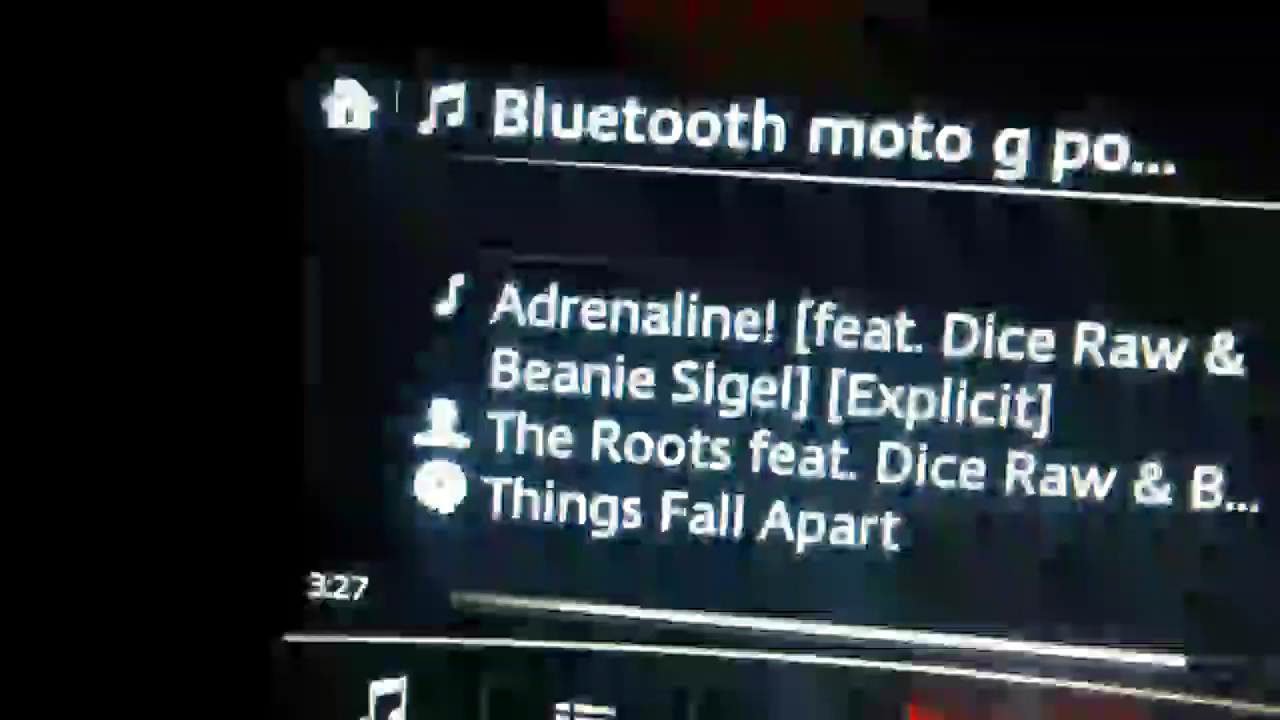 Bluetooth moto g po...
Adrenaline! [feat. Dice Raw &
Beanie Sigel] [Explicit]
The Roots feat. Dice Raw & B...
Things Fall Apart
3:27